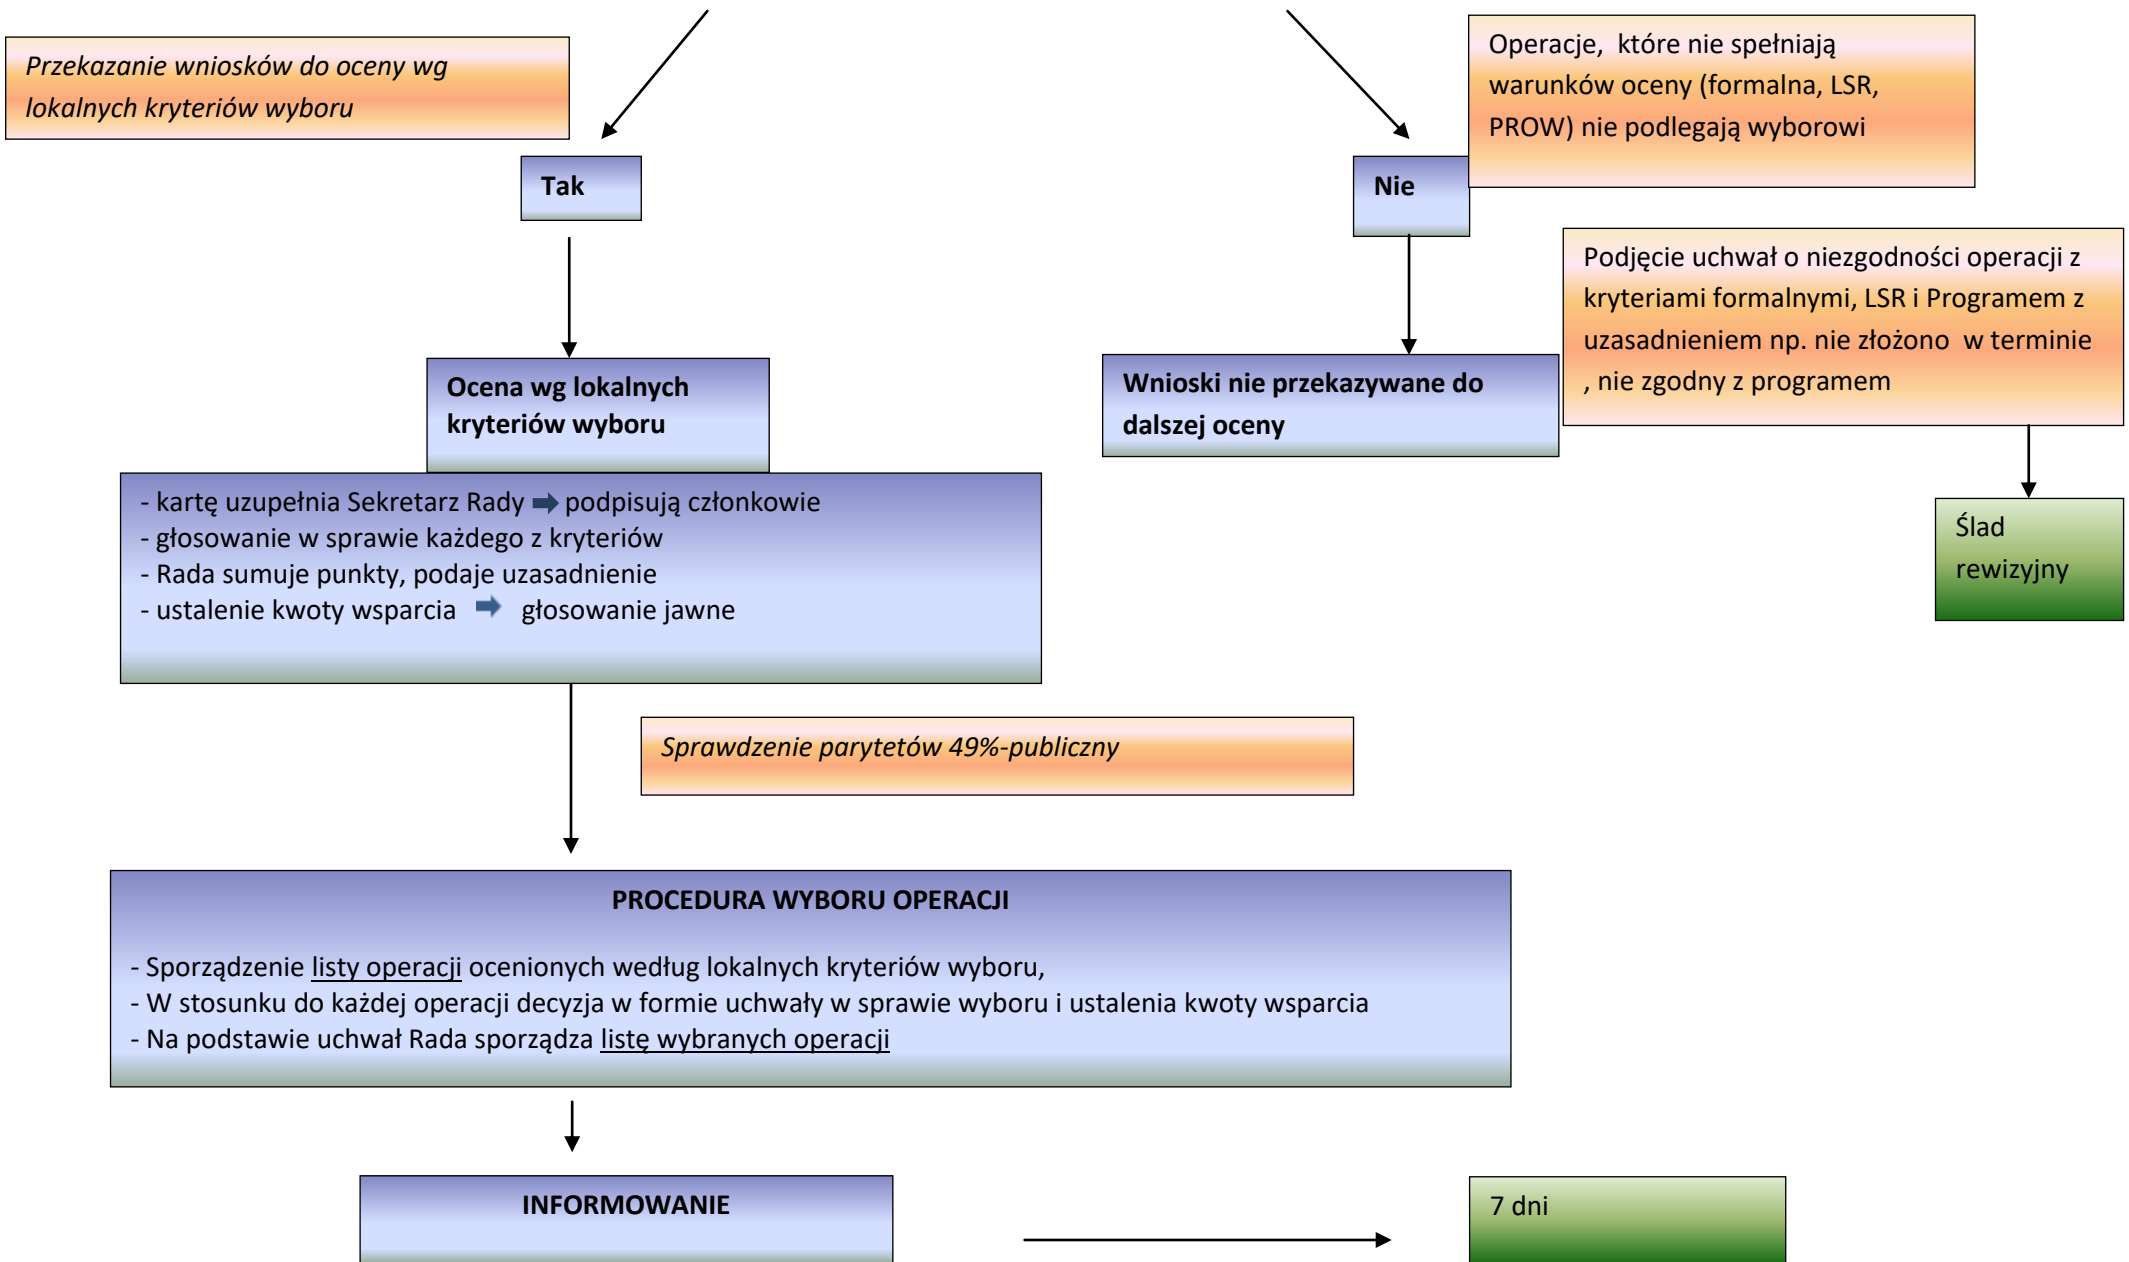 Przekazanie wniosków do oceny wg
lokalnych kryteriów wyboru
Operacje, które nie spełniają
warunków oceny (formalna, LSR,
PROW) nie podlegają wyborowi
Tak
Nie
Podjęcie uchwał o niezgodności operacji z
kryteriami formalnymi, LSR i Programem z
uzasadnieniem np. nie złożono w terminie
, nie zgodny z programem
Ocena wg lokalnych
kryteriów wyboru
Wnioski nie przekazywane do
dalszej oceny
- kartę uzupełnia Sekretarz Rady ➡ podpisują członkowie
- głosowanie w sprawie każdego z kryteriów
- Rada sumuje punkty, podaje uzasadnienie
- ustalenie kwoty wsparcia ➡ głosowanie jawne
Ślad
rewizyjny
Sprawdzenie parytetów 49%-publiczny
PROCEDURA WYBORU OPERACJI
- Sporządzenie listy operacji ocenionych według lokalnych kryteriów wyboru,
- W stosunku do każdej operacji decyzja w formie uchwały w sprawie wyboru i ustalenia kwoty wsparcia
- Na podstawie uchwał Rada sporządza listę wybranych operacji
INFORMOWANIE
7 dni